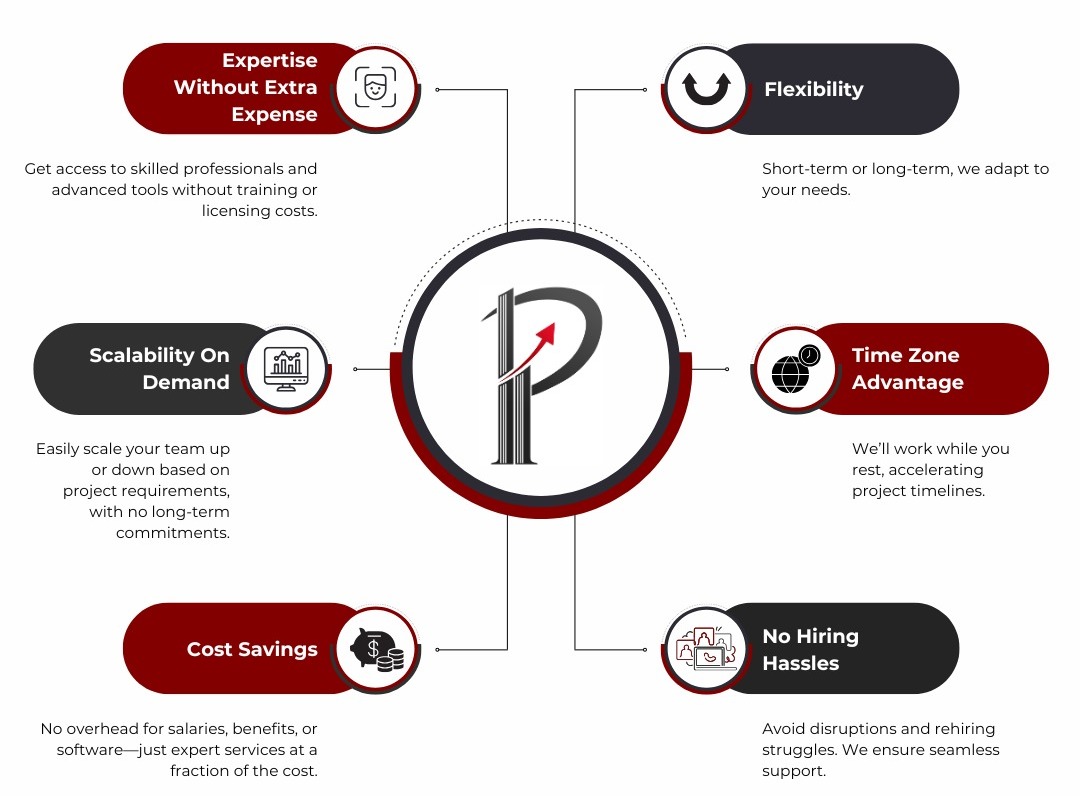 Expertise
Without Extra
Expense
Get access to skilled professionals and
advanced tools without training or
licensing costs.
Flexibility
Short-term or long-term, we adapt to
your needs.
Scalability On
Demand
Easily scale your team up
or down based on
project requirements,
with no long-term
commitments.
Time Zone
Advantage
We’ll work while you
rest, accelerating
project timelines.
Cost Savings
No overhead for salaries, benefits, or
software—just expert services at a
fraction of the cost.
No Hiring
Hassles
Avoid disruptions and rehiring
struggles. We ensure seamless
support.
P
$